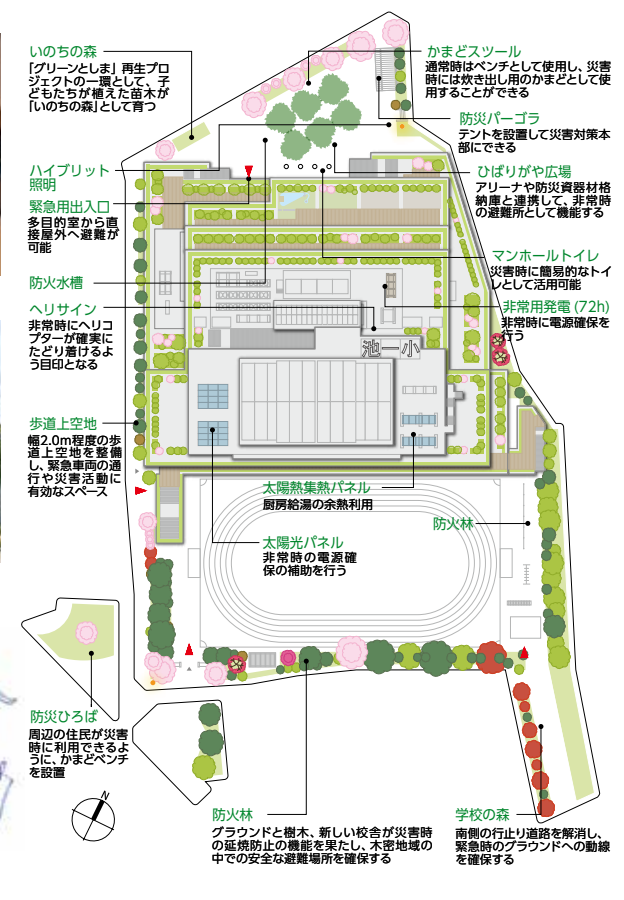 いのちの森
「グリーンとしま」再生プロ
ジェクトの一環として、子
どもたちが植えた苗木が
「いのちの森」として育つ
かまどスツール
通常時はベンチとして使用し、災害
時には炊き出し用のかまどとして使
用することができる
防災パーゴラ
テントを設置して災害対策本
部にできる
ハイブリット
照明
ひばりがや広場
アリーナや防災資器材格
納庫と連携して、非常時
の避難所として機能する
緊急用出入口
多目的室から直
接屋外へ避難が
可能
マンホールトイレ
災害時に簡易的なトイ
レとして活用可能
防火水槽
ヘリサイン
非常時にヘリコ
プターが確実に
たどり着けるよ
う目印となる
非常用発電(72h)
非常時に電源確保を
行う
池一小
歩道上空地
幅2.0m程度の歩
道上空地を整備
し、緊急車両の通
行や災害活動に
有効なスペース
太陽熱集熱パネル
厨房給湯の余熱利用
防火林
太陽光パネル
非常時の電源確
保の補助を行う
防災ひろば
周辺の住民が災害
時に利用できるよ
うに、かまどベンチ
を設置
N
防火林
グラウンドと樹木、新しい校舎が災害時
の延焼防止の機能を果たし、木密地域の
中での安全な避難場所を確保する
学校の森
南側の行止り道路を解消し、
緊急時のグラウンドへの動線
を確保する